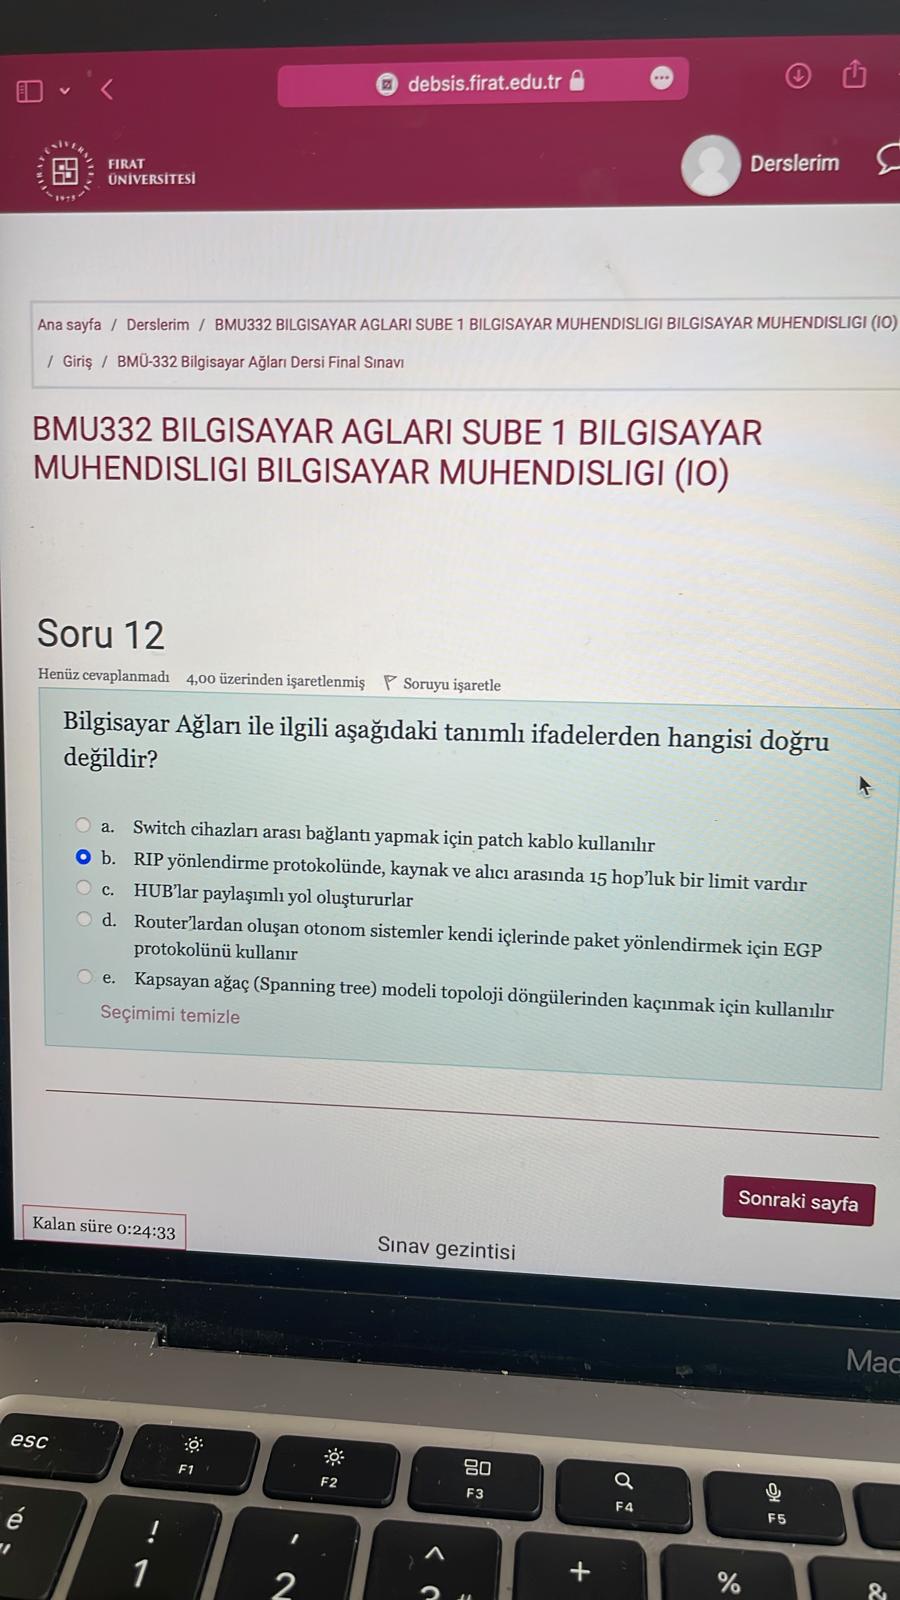 debsis.firat.edu.tr
FIRAT
ÜNİVERSİTESİ
1975
Derslerim
Ana sayfa / Derslerim / BMU332 BILGISAYAR AGLARI SUBE 1 BILGISAYAR MUHENDISLIGI BILGISAYAR MUHENDISLIGI (IO)
/ Giriş / BMÜ-332 Bilgisayar Ağları Dersi Final Sınavı
BMU332 BILGISAYAR AGLARI SUBE 1 BILGISAYAR
MUHENDISLIGI BILGISAYAR MUHENDISLIGI (IO)
Soru 12
Henüz cevaplanmadı 4,00 üzerinden işaretlenmiş Soruyu işaretle
Bilgisayar Ağları ile ilgili aşağıdaki tanımlı ifadelerden hangisi doğru
değildir?
a. Switch cihazları arası bağlantı yapmak için patch kablo kullanılır
b. RIP yönlendirme protokolünde, kaynak ve alıcı arasında 15 hop'luk bir limit vardır
c. HUB'lar paylaşımlı yol oluştururlar
d. Router'lardan oluşan otonom sistemler kendi içlerinde paket yönlendirmek için EGP
protokolünü kullanır
e. Kapsayan ağaç (Spanning tree) modeli topoloji döngülerinden kaçınmak için kullanılır
Seçimimi temizle
Sonraki sayfa
Kalan süre 0:24:33
Sınav gezintisi
Mac
esc
F1
F2
F3
F4
F5
é
!
1
'
2
^
+
%
&